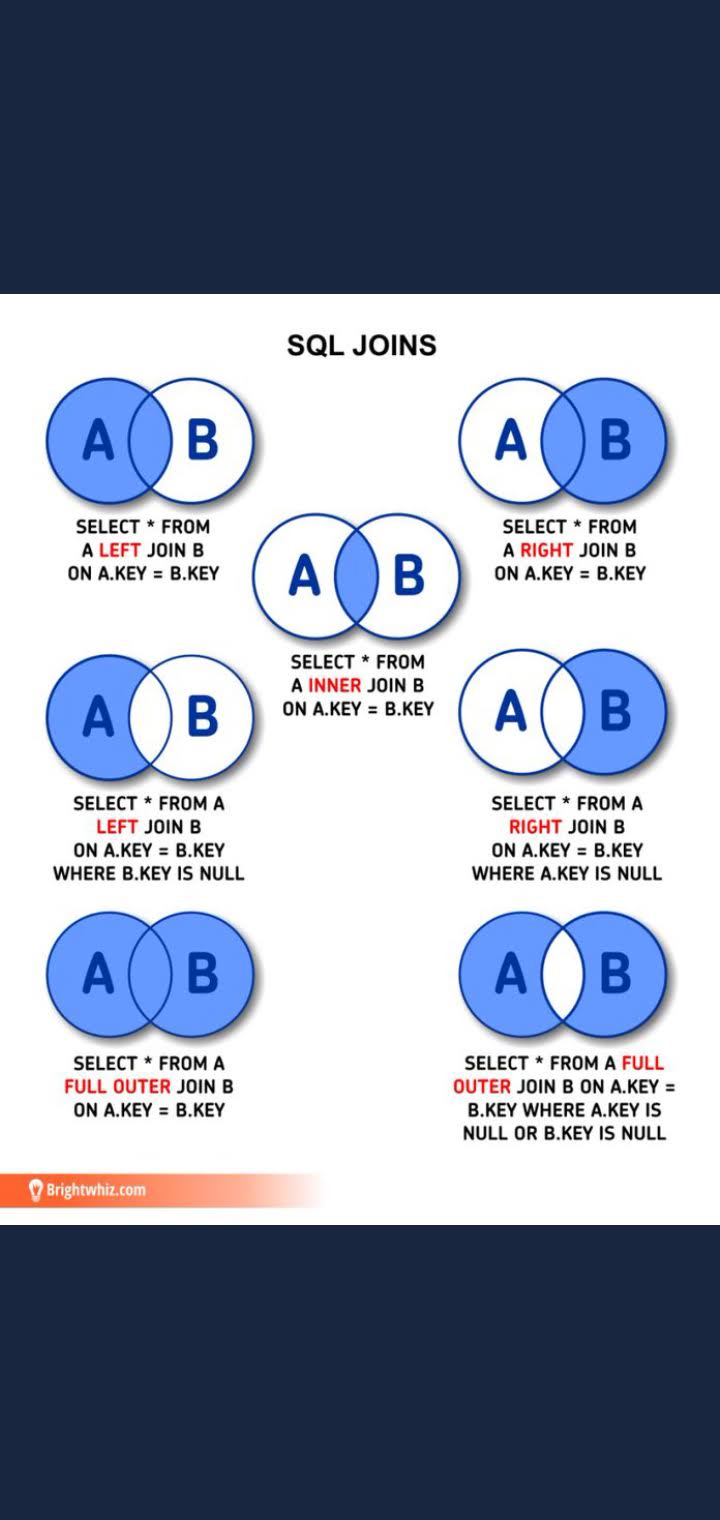 SQL JOINS
A B
SELECT * FROM
A LEFT JOIN B
ON A.KEY = B.KEY
A B
SELECT * FROM
A RIGHT JOIN B
ON A.KEY = B.KEY
A B
SELECT * FROM
A INNER JOIN B
ON A.KEY = B.KEY
A B
SELECT * FROM A
LEFT JOIN B
ON A.KEY = B.KEY
WHERE B.KEY IS NULL
A B
SELECT * FROM A
RIGHT JOIN B
ON A.KEY = B.KEY
WHERE A.KEY IS NULL
A B
SELECT * FROM A
FULL OUTER JOIN B
ON A.KEY = B.KEY
A B
SELECT * FROM A FULL
OUTER JOIN B ON A.KEY =
B.KEY WHERE A.KEY IS
NULL OR B.KEY IS NULL
Brightwhiz.com